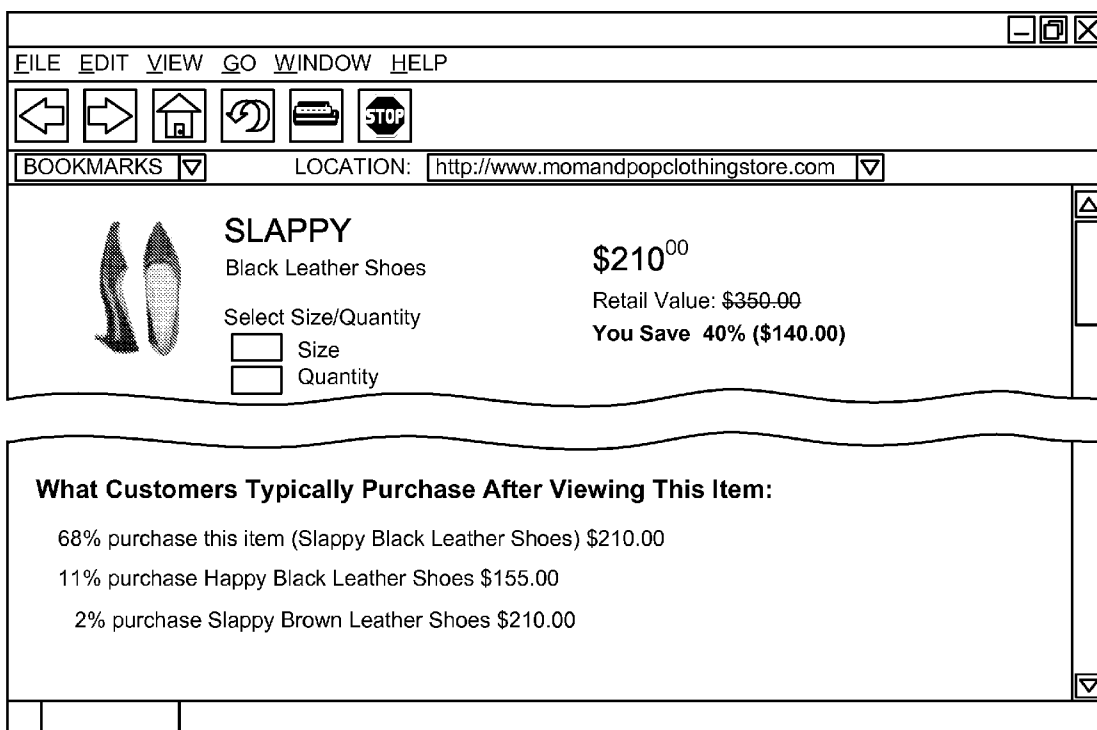 FILE EDIT VIEW GO WINDOW HELP
STOP
BOOKMARKS LOCATION: http://www.momandpopclothingstore.com
SLAPPY
Black Leather Shoes
$21000
Retail Value: $350.00
You Save 40% ($140.00)
Select Size/Quantity
Size
Quantity
What Customers Typically Purchase After Viewing This Item:
68% purchase this item (Slappy Black Leather Shoes) $210.00
11% purchase Happy Black Leather Shoes $155.00
2% purchase Slappy Brown Leather Shoes $210.00